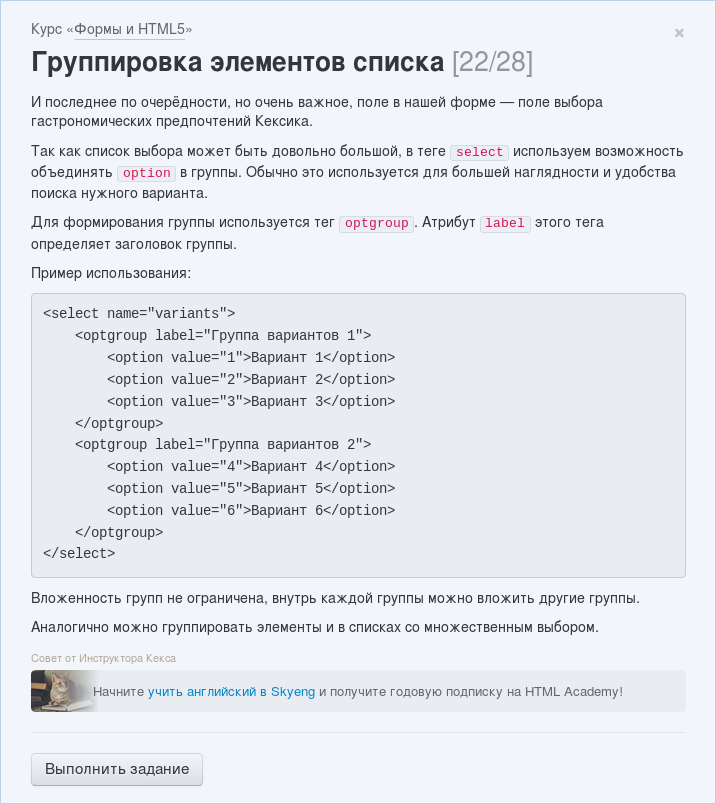 Курс «Формы и HTML5»
×
Группировка элементов списка [22/28]
И последнее по очерёдности, но очень важное, поле в нашей форме — поле выбора
гастрономических предпочтений Кексика.
Так как список выбора может быть довольно большой, в теге select используем возможность
объединять option в группы. Обычно это используется для большей наглядности и удобства
поиска нужного варианта.
Для формирования группы используется тег optgroup. Атрибут label этого тега
определяет заголовок группы.
Пример использования:
<select name="variants">
    <optgroup label="Группа вариантов 1">
        <option value="1">Вариант 1</option>
        <option value="2">Вариант 2</option>
        <option value="3">Вариант 3</option>
    </optgroup>
    <optgroup label="Группа вариантов 2">
        <option value="4">Вариант 4</option>
        <option value="5">Вариант 5</option>
        <option value="6">Вариант 6</option>
    </optgroup>
</select>
Вложенность групп не ограничена, внутрь каждой группы можно вложить другие группы.
Аналогично можно группировать элементы и в списках со множественным выбором.
Совет от Инструктора Кекса
Начните учить английский в Skyeng и получите годовую подписку на HTML Academy!
Выполнить задание